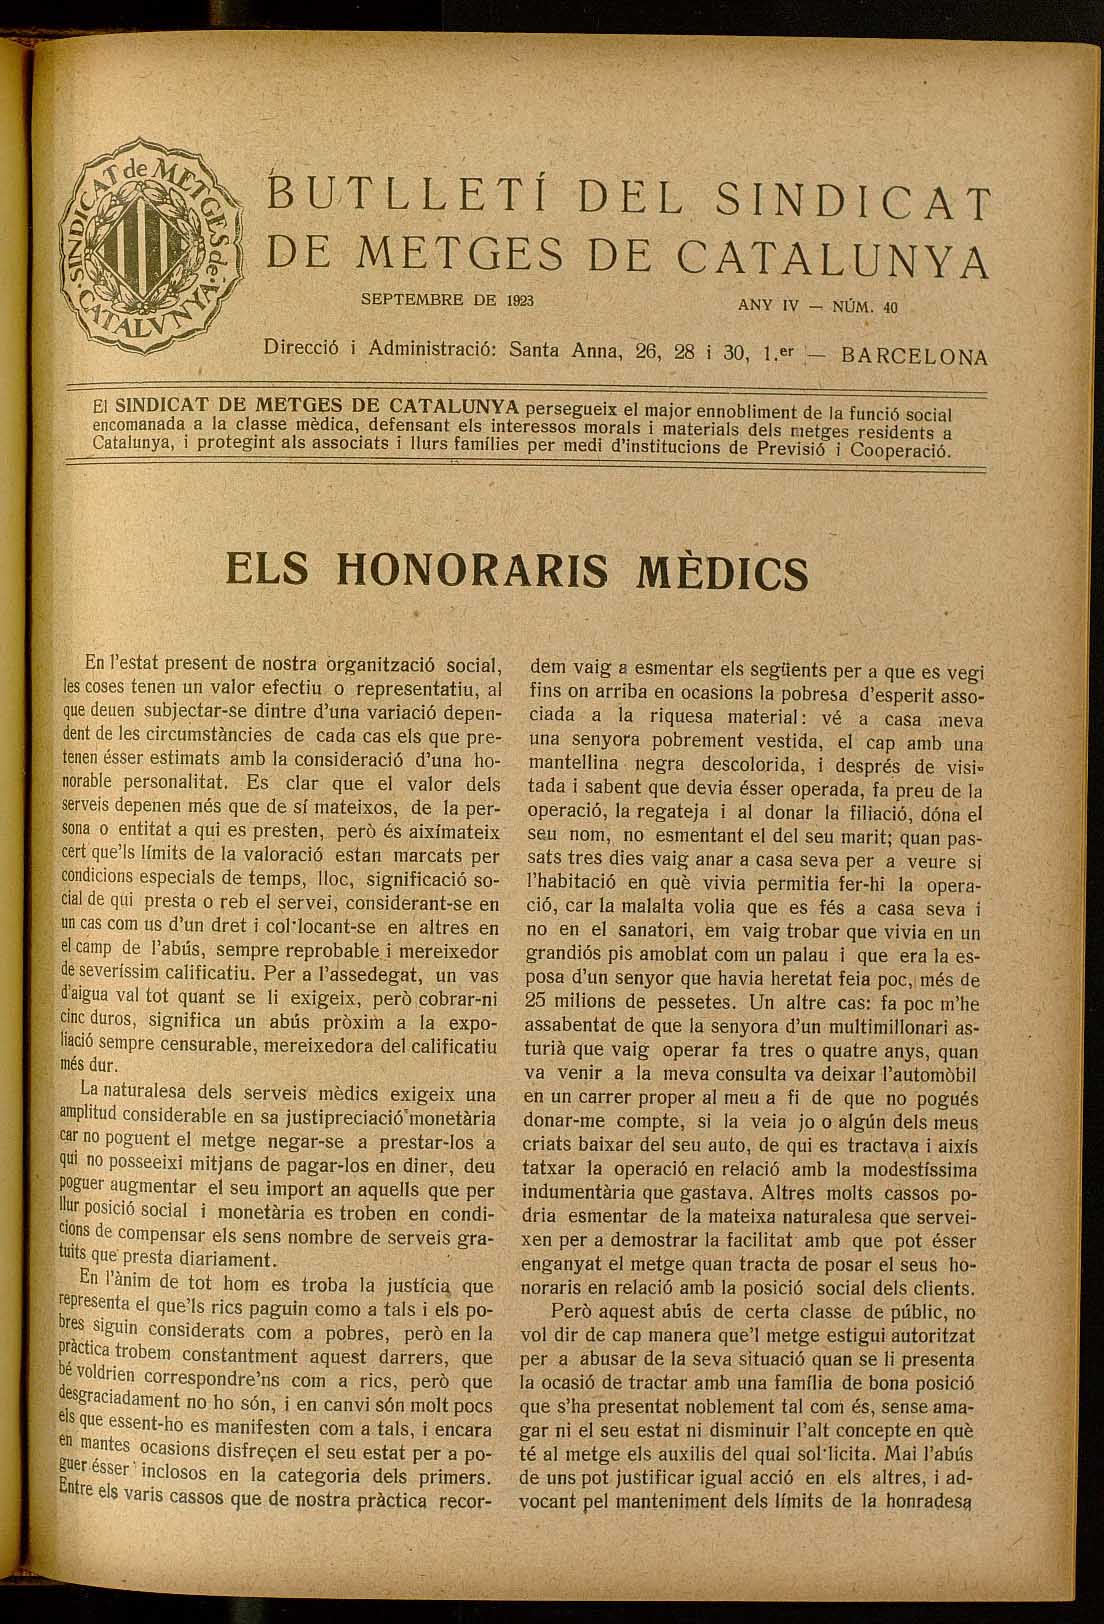 SINDICAT de METGES de CATALVNYA
BUTLLETÍ DEL SINDICAT
DE METGES DE CATALUNYA
SEPTEMBRE DE 1923 ANY IV — NÚM. 40
Direcció i Administració: Santa Anna, 26, 28 i 30, 1.er — BARCELONA
El SINDICAT DE METGES DE CATALUNYA persegueix el major ennobliment de la funció social
encomanada a la classe mèdica, defensant els interessos morals i materials dels metges residents a
Catalunya, i protegint als associats i llurs famílies per medi d'institucions de Previsió i Cooperació.
ELS HONORARIS MÈDICS
En l'estat present de nostra organització social,
les coses tenen un valor efectiu o representatiu, al
que deuen subjectar-se dintre d'una variació depen-
dent de les circumstàncies de cada cas els que pre-
tenen ésser estimats amb la consideració d'una ho-
norable personalitat. Es clar que el valor dels
serveis depenen més que de sí mateixos, de la per-
sona o entitat a qui es presten, però és aixímateix
cert que'ls límits de la valoració estan marcats per
condicions especials de temps, lloc, significació so-
cial de qui presta o reb el servei, considerant-se en
un cas com us d'un dret i col·locant-se en altres en
el camp de l'abús, sempre reprobable i mereixedor
de severíssim calificatiu. Per a l'assedegat, un vas
d'aigua val tot quant se li exigeix, però cobrar-ni
cinc duros, significa un abús pròxim a la expo-
liació sempre censurable, mereixedora del calificatiu
més dur.
La naturalesa dels serveis mèdics exigeix una
amplitud considerable en sa justipreciació monetària
car no poguent el metge negar-se a prestar-los a
qui no posseeixi mitjans de pagar-los en diner, deu
poguer augmentar el seu import an aquells que per
llur posició social i monetària es troben en condi-
cions de compensar els sens nombre de serveis gra-
tuits que presta diariament.
En l'ànim de tot hom es troba la justícia que
representa el que'ls rics paguin como a tals i els po-
bres siguin considerats com a pobres, però en la
pràctica trobem constantment aquest darrers, que
bé voldrien correspondre'ns com a rics, però que
desgraciadament no ho són, i en canvi són molt pocs
els que essent-ho es manifesten com a tals, i encara
en mantes ocasions disfreçen el seu estat per a po-
guer ésser inclosos en la categoria dels primers.
Entre els varis cassos que de nostra pràctica recor-
dem vaig a esmentar els següents per a que es vegi
fins on arriba en ocasions la pobresa d'esperit asso-
ciada a la riquesa material: vé a casa meva
una senyora pobrement vestida, el cap amb una
mantellina negra descolorida, i després de visi-
tada i sabent que devia ésser operada, fa preu de la
operació, la regateja i al donar la filiació, dóna el
seu nom, no esmentant el del seu marit; quan pas-
sats tres dies vaig anar a casa seva per a veure si
l'habitació en què vivia permitia fer-hi la opera-
ció, car la malalta volia que es fés a casa seva i
no en el sanatori, em vaig trobar que vivia en un
grandiós pis amoblat com un palau i que era la es-
posa d'un senyor que havia heretat feia poc, més de
25 milions de pessetes. Un altre cas: fa poc m'he
assabentat de que la senyora d'un multimillonari as-
turià que vaig operar fa tres o quatre anys, quan
va venir a la meva consulta va deixar l'automòbil
en un carrer proper al meu a fi de que no pogués
donar-me compte, si la veia jo o algún dels meus
criats baixar del seu auto, de qui es tractava i aixís
tatxar la operació en relació amb la modestíssima
indumentària que gastava. Altres molts cassos po-
dria esmentar de la mateixa naturalesa que servei-
xen per a demostrar la facilitat amb que pot ésser
enganyat el metge quan tracta de posar el seus ho-
noraris en relació amb la posició social dels clients.
Però aquest abús de certa classe de públic, no
vol dir de cap manera que'l metge estigui autoritzat
per a abusar de la seva situació quan se li presenta
la ocasió de tractar amb una família de bona posició
que s'ha presentat noblement tal com és, sense ama-
gar ni el seu estat ni disminuir l'alt concepte en què
té al metge els auxilis del qual sol·licita. Mai l'abús
de uns pot justificar igual acció en els altres, i ad-
vocant pel manteniment dels límits de la honradesa